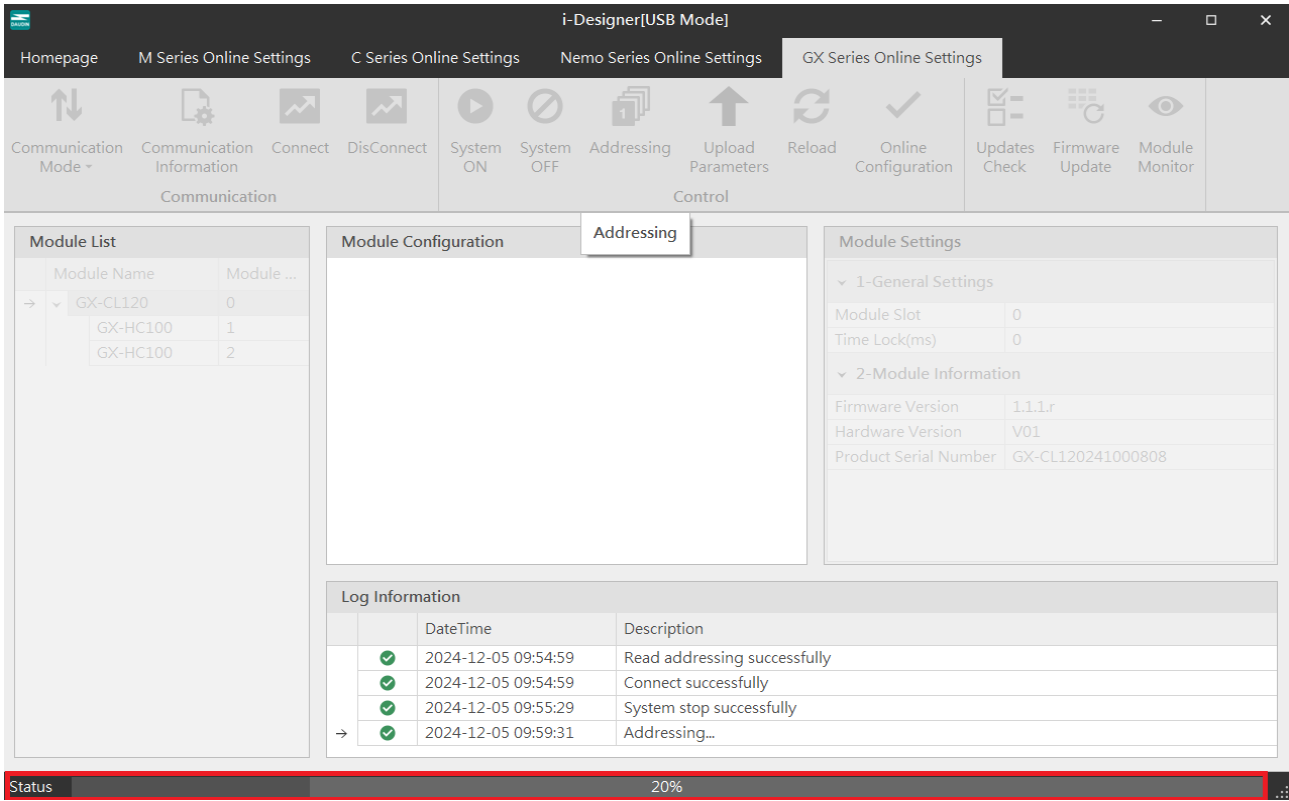 DAUDIN
i-Designer[USB Mode]
Homepage M Series Online Settings C Series Online Settings Nemo Series Online Settings GX Series Online Settings
Communication Mode
Communication Information
Connect
DisConnect
System ON
System OFF
1
Addressing
Upload Parameters
Reload
Online Configuration
Updates Check
Firmware Update
Module Monitor
Communication
Control
Addressing
Module List
Module Name Module ...
GX-CL120 0
GX-HC100 1
GX-HC100 2
Module Configuration
Module Settings
1-General Settings
Module Slot 0
Time Lock(ms) 0
2-Module Information
Firmware Version 1.1.1.r
Hardware Version V01
Product Serial Number GX-CL120241000808
Log Information
DateTime Description
2024-12-05 09:54:59 Read addressing successfully
2024-12-05 09:54:59 Connect successfully
2024-12-05 09:55:29 System stop successfully
2024-12-05 09:59:31 Addressing...
Status 20%